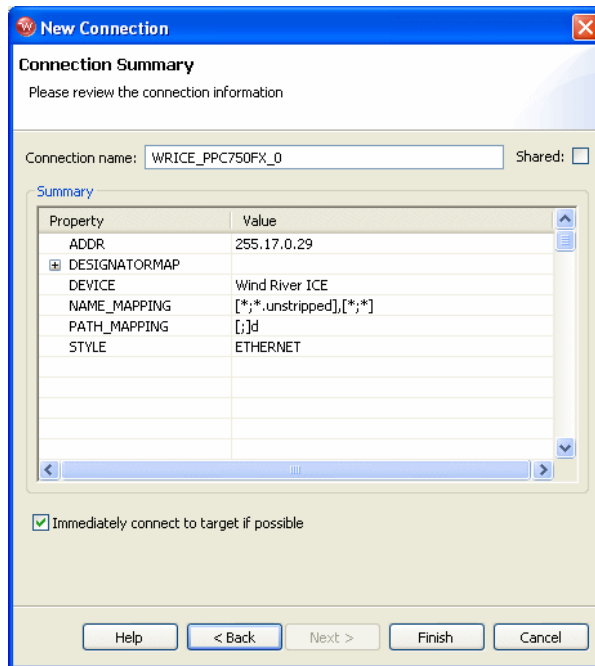 New Connection
Connection Summary
Please review the connection information
Connection name: WRICE_PPC750FX_0 Shared:
Summary
Property Value
ADDR 255.17.0.29
DESIGNATORMAP
DEVICE Wind River ICE
NAME_MAPPING [*;*.unstripped],[*;*]
PATH_MAPPING [;]d
STYLE ETHERNET
Immediately connect to target if possible
Help < Back Next > Finish Cancel